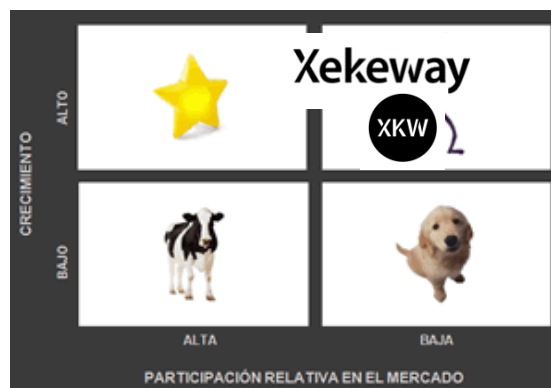 Xekeway
XKW
CRECIMIENTO
ALTO
BAJO
ALTA
BAJA
PARTICIPACIÓN RELATIVA EN EL MERCADO